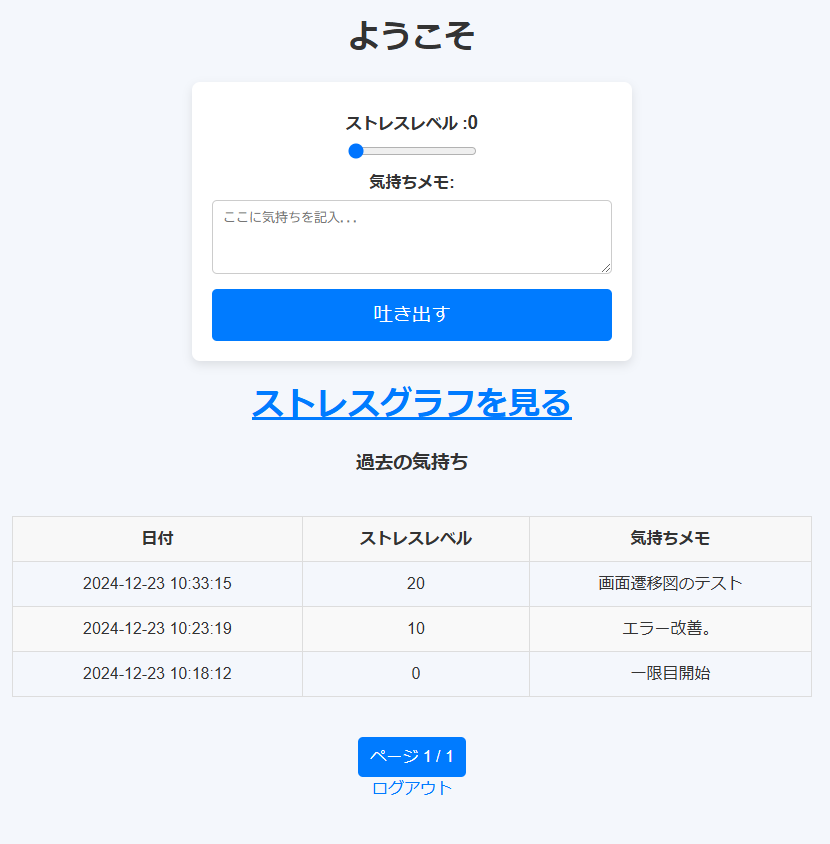 ようこそ
ストレスレベル :0
気持ちメモ:
ここに気持ちを記入...
吐き出す
ストレスグラフを見る
過去の気持ち
日付 ストレスレベル 気持ちメモ
2024-12-23 10:33:15 20 画面遷移図のテスト
2024-12-23 10:23:19 10 エラー改善。
2024-12-23 10:18:12 0 一限目開始
ページ 1 / 1
ログアウト